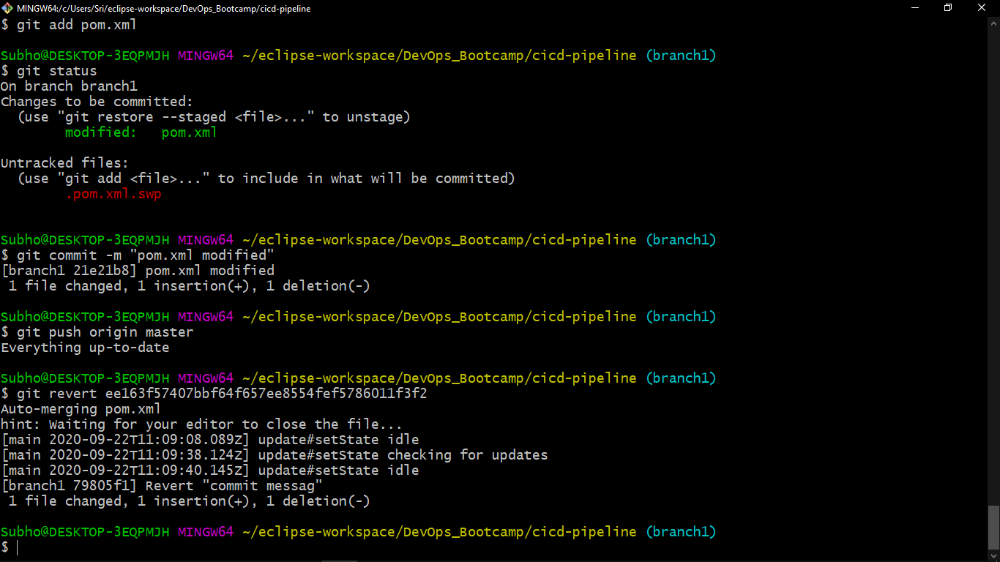 MINGW64:/c/Users/Sri/eclipse-workspace/DevOps_Bootcamp/cicd-pipeline
$ git add pom.xml
Subho@DESKTOP-3EQPMJH MINGW64 ~/eclipse-workspace/DevOps_Bootcamp/cicd-pipeline (branch1)
$ git status
On branch branch1
Changes to be committed:
  (use "git restore --staged <file>..." to unstage)
        modified:   pom.xml
Untracked files:
  (use "git add <file>..." to include in what will be committed)
        .pom.xml.swp
Subho@DESKTOP-3EQPMJH MINGW64 ~/eclipse-workspace/DevOps_Bootcamp/cicd-pipeline (branch1)
$ git commit -m "pom.xml modified"
[branch1 21e21b8] pom.xml modified
 1 file changed, 1 insertion(+), 1 deletion(-)
Subho@DESKTOP-3EQPMJH MINGW64 ~/eclipse-workspace/DevOps_Bootcamp/cicd-pipeline (branch1)
$ git push origin master
Everything up-to-date
Subho@DESKTOP-3EQPMJH MINGW64 ~/eclipse-workspace/DevOps_Bootcamp/cicd-pipeline (branch1)
$ git revert ee163f57407bbf64f657ee8554fef5786011f3f2
Auto-merging pom.xml
hint: Waiting for your editor to close the file...
[main 2020-09-22T11:09:08.089Z] update#setState idle
[main 2020-09-22T11:09:38.124Z] update#setState checking for updates
[main 2020-09-22T11:09:40.145Z] update#setState idle
[branch1 79805f1] Revert "commit messag"
 1 file changed, 1 insertion(+), 1 deletion(-)
Subho@DESKTOP-3EQPMJH MINGW64 ~/eclipse-workspace/DevOps_Bootcamp/cicd-pipeline (branch1)
$